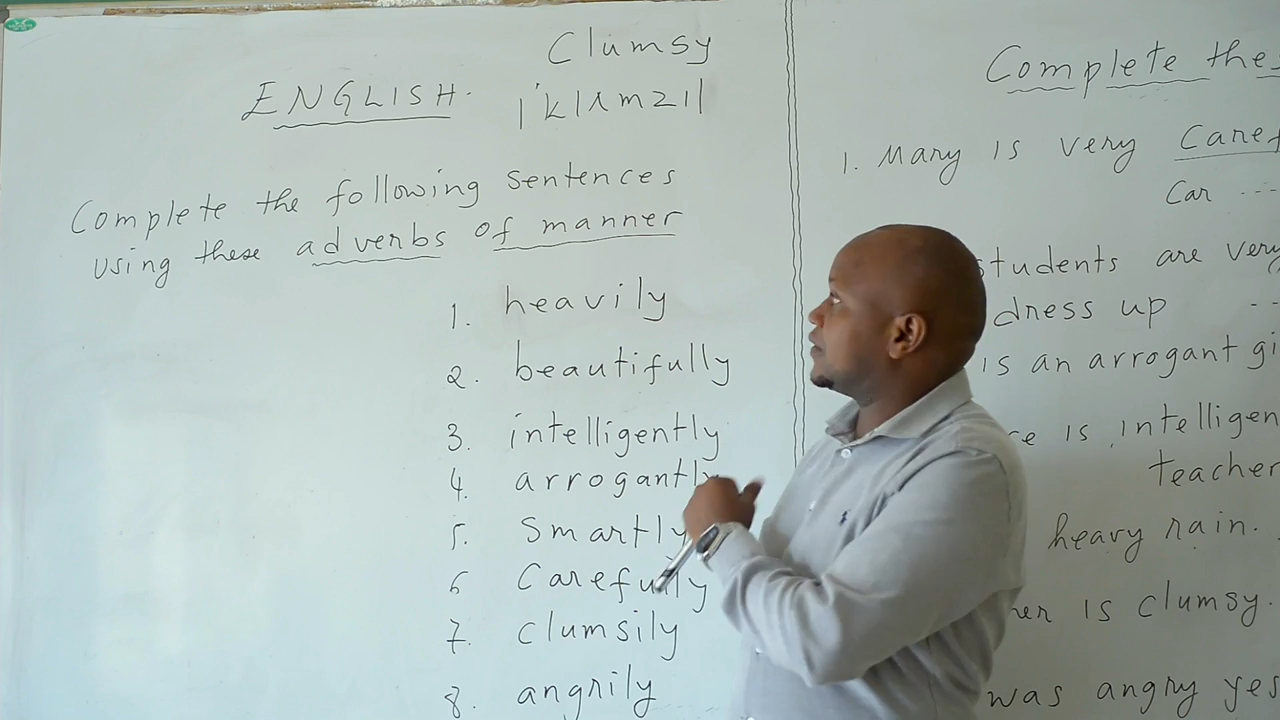 Clumsy
ENGLISH.
|'klʌmzɪ|
Complete the following sentences
using these adverbs of manner
1. heavily
2. beautifully
3. intelligently
4. arrogantly
5. Smartly
6 Carefully
7. clumsily
8. angrily
Complete the
1. Mary is very
Car ...
students are very
dress up ...
is an arrogant
is intelligen
teacher
heavy rain.
is clumsy.
was angry yes